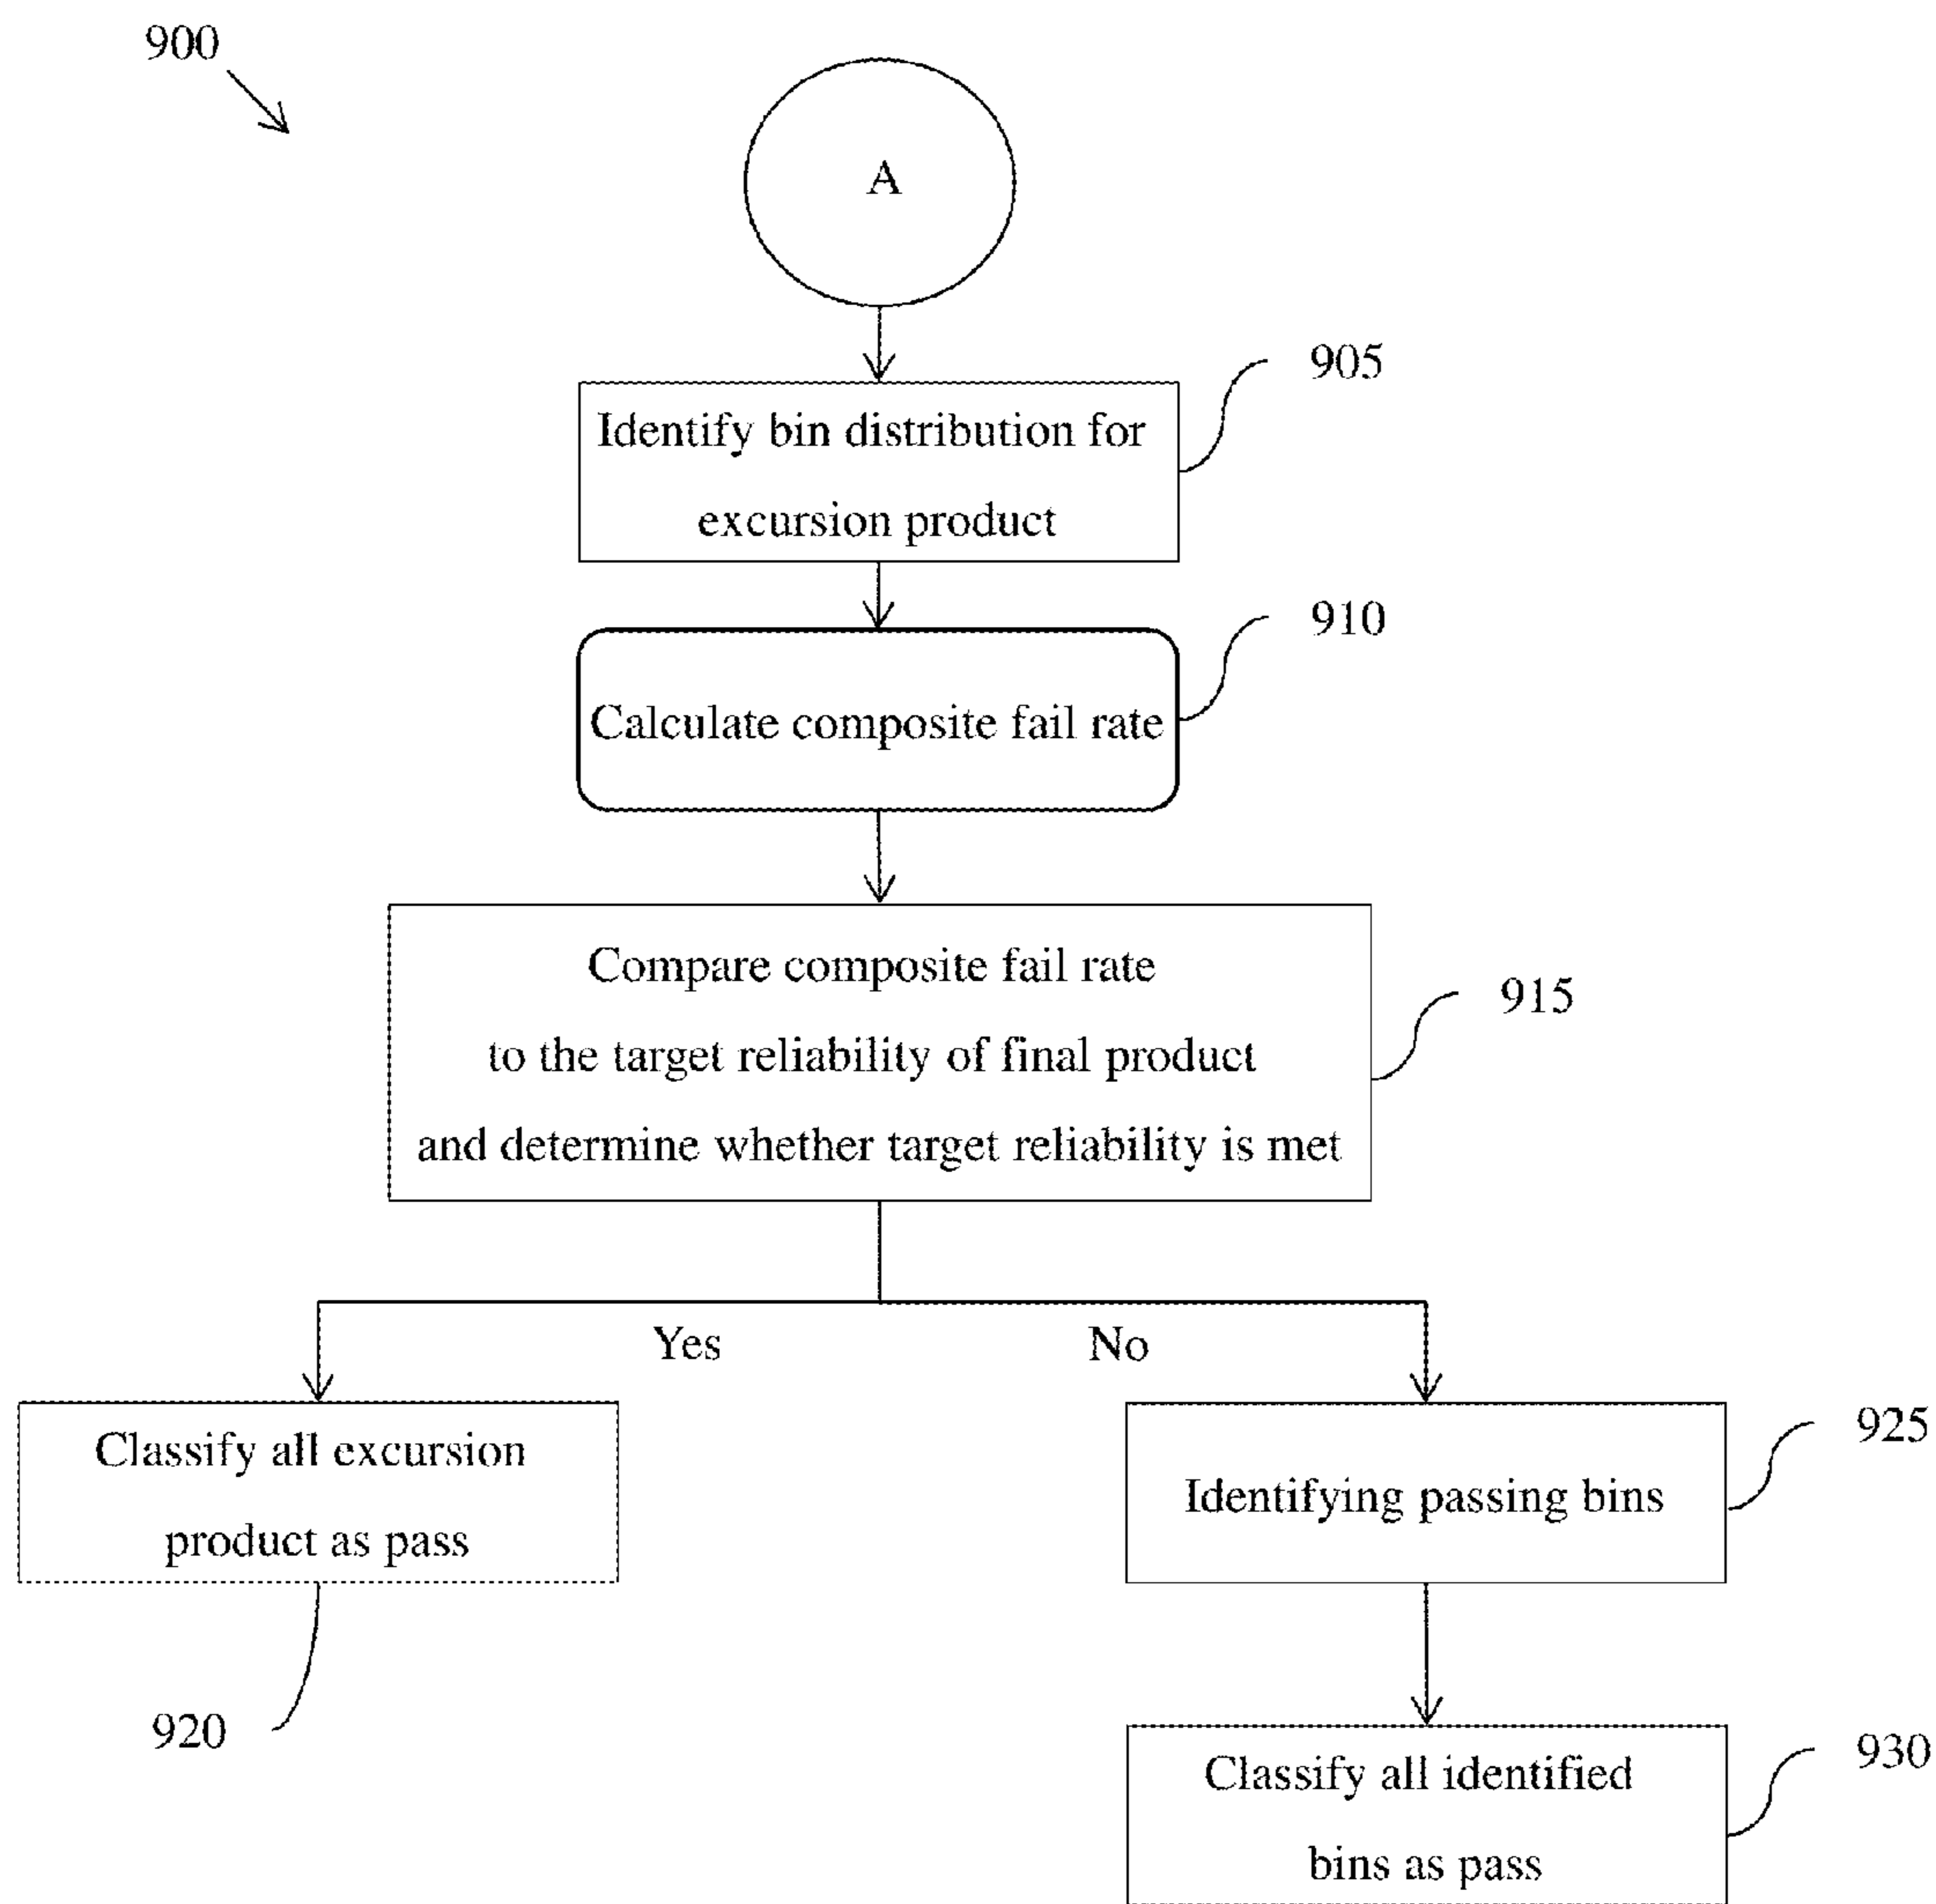 900
A
905
Identify bin distribution for
excursion product
910
Calculate composite fail rate
915
Compare composite fail rate
to the target reliability of final product
and determine whether target reliability is met
Yes
No
Classify all excursion
product as pass
920
925
Identifying passing bins
930
Classify all identified
bins as pass